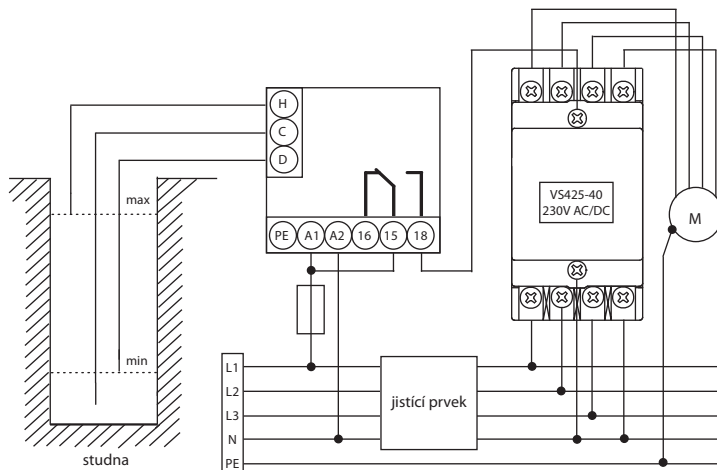 H
C
D
max
VS425-40
230V AC/DC
M
PE A1 A2 16 15 18
min
L1
L2
jistící prvek
L3
N
PE
studna